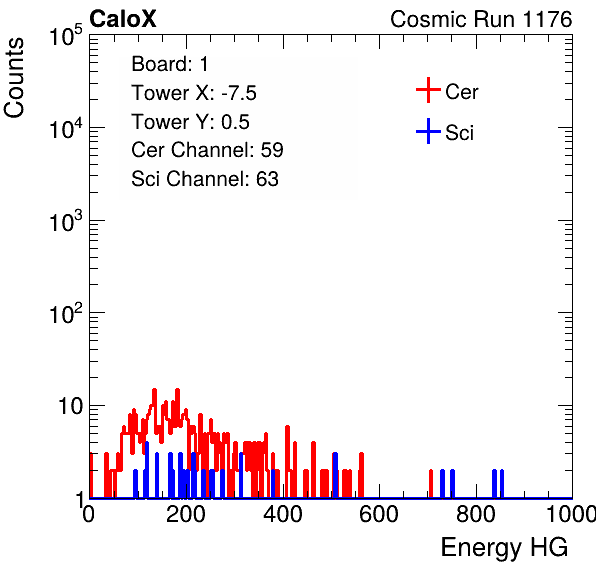 CaloX Cosmic Run 1176
Counts
10^5
10^4
10^3
10^2
10
1
Board: 1
Tower X: -7.5
Tower Y: 0.5
Cer Channel: 59
Sci Channel: 63
Cer
Sci
0 200 400 600 800 1000
Energy HG